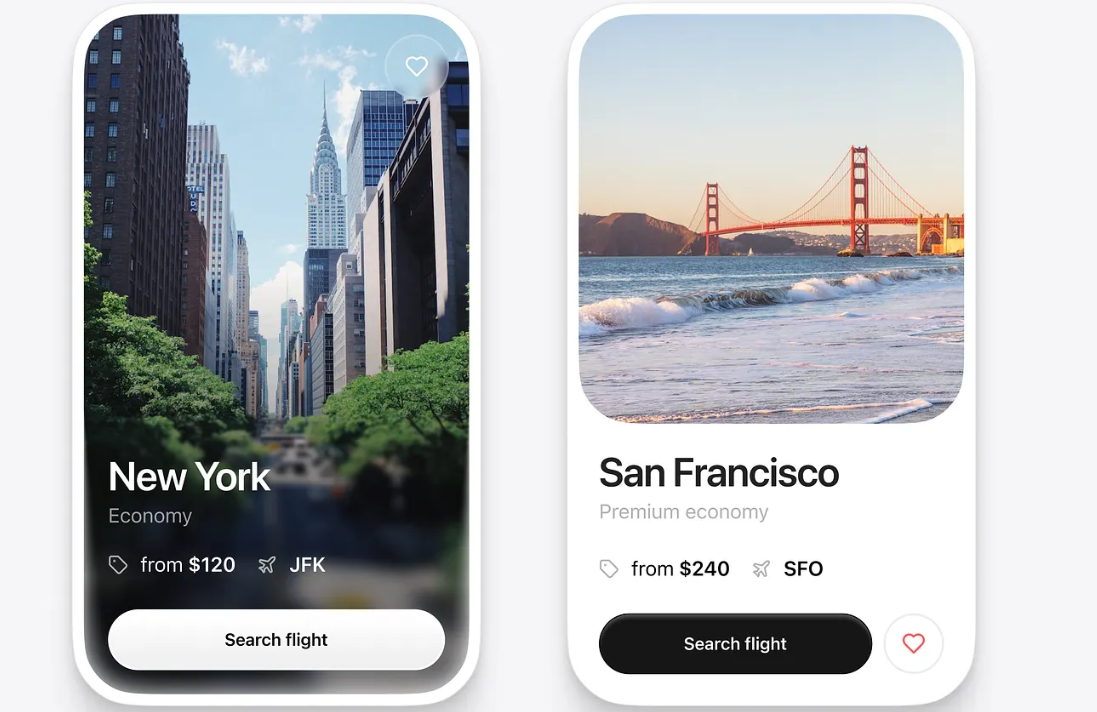 New York
Economy
from $120 JFK
Search flight
San Francisco
Premium economy
from $240 SFO
Search flight